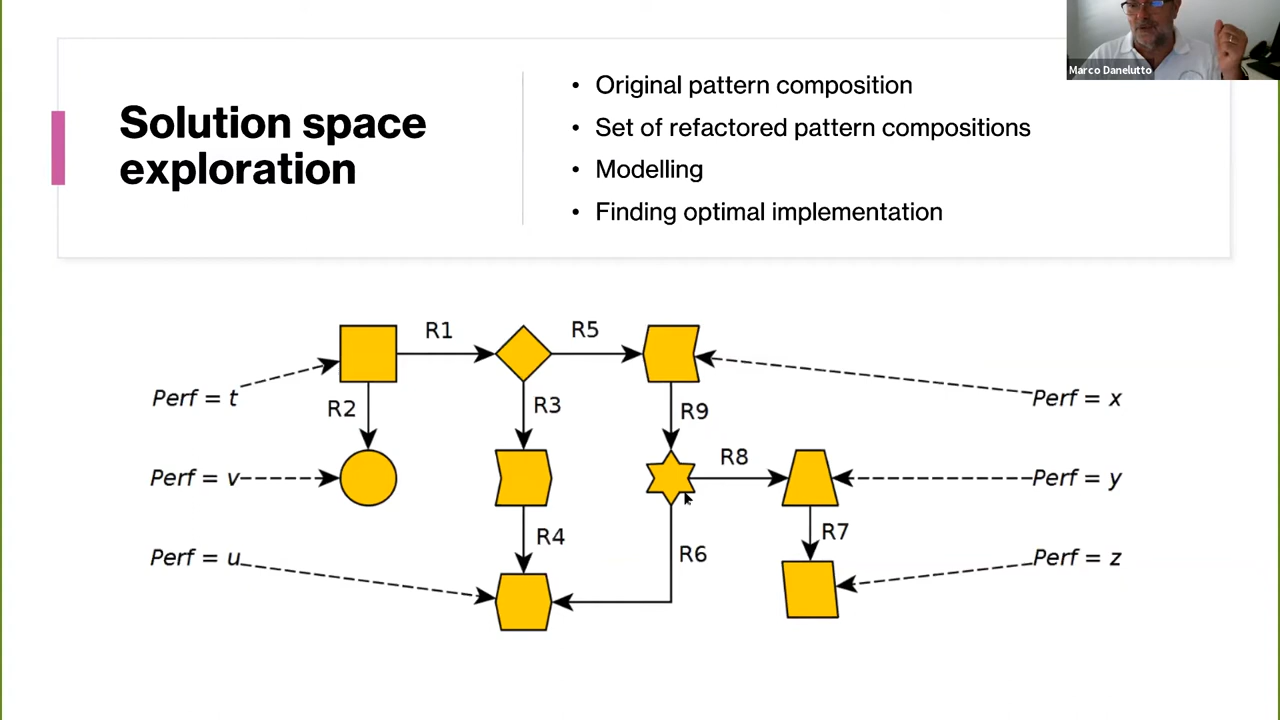 Marco Danelutto
Solution space
exploration
• Original pattern composition
• Set of refactored pattern compositions
• Modelling
• Finding optimal implementation
R1
R5
Perf = t
R2
R3
R9
Perf = x
Perf = v
R8
Perf = y
R4
R7
Perf = u
R6
Perf = z